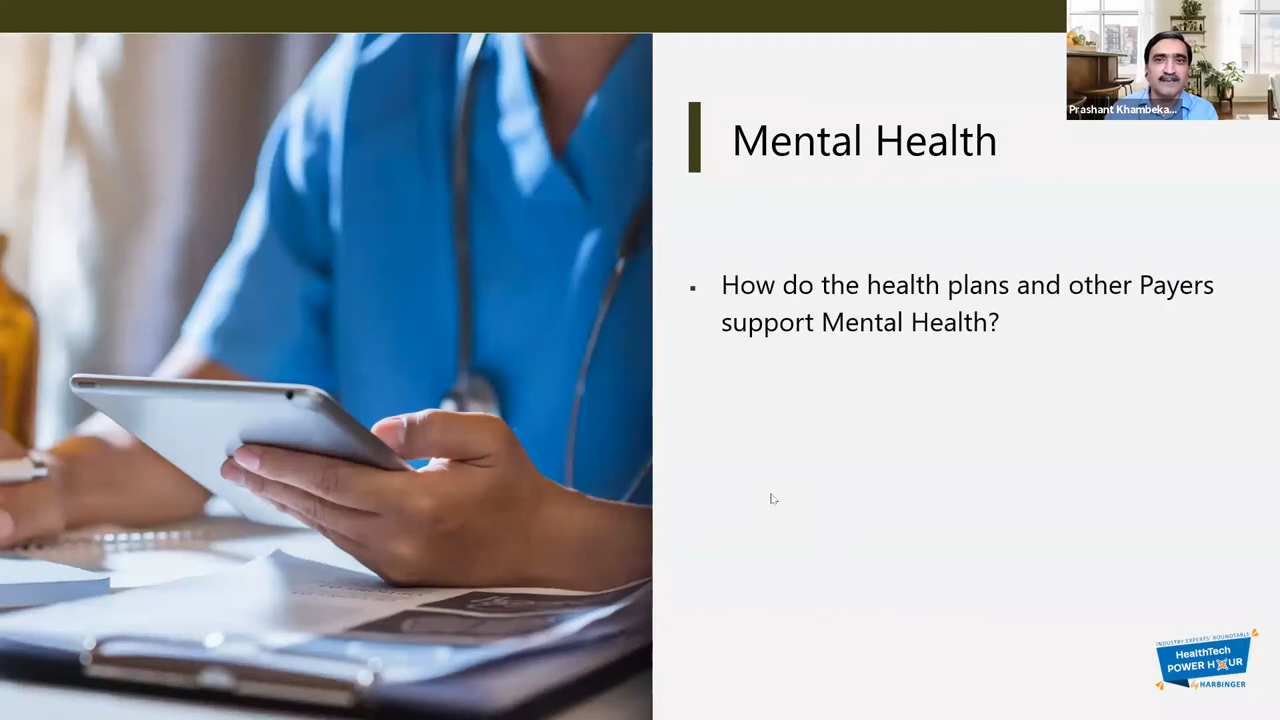 Prashant Khambeka...
Mental Health
How do the health plans and other Payers
support Mental Health?
INDUSTRY EXPERTS' ROUNDTABLE
HealthTech
POWER HOUR
by HARBINGER